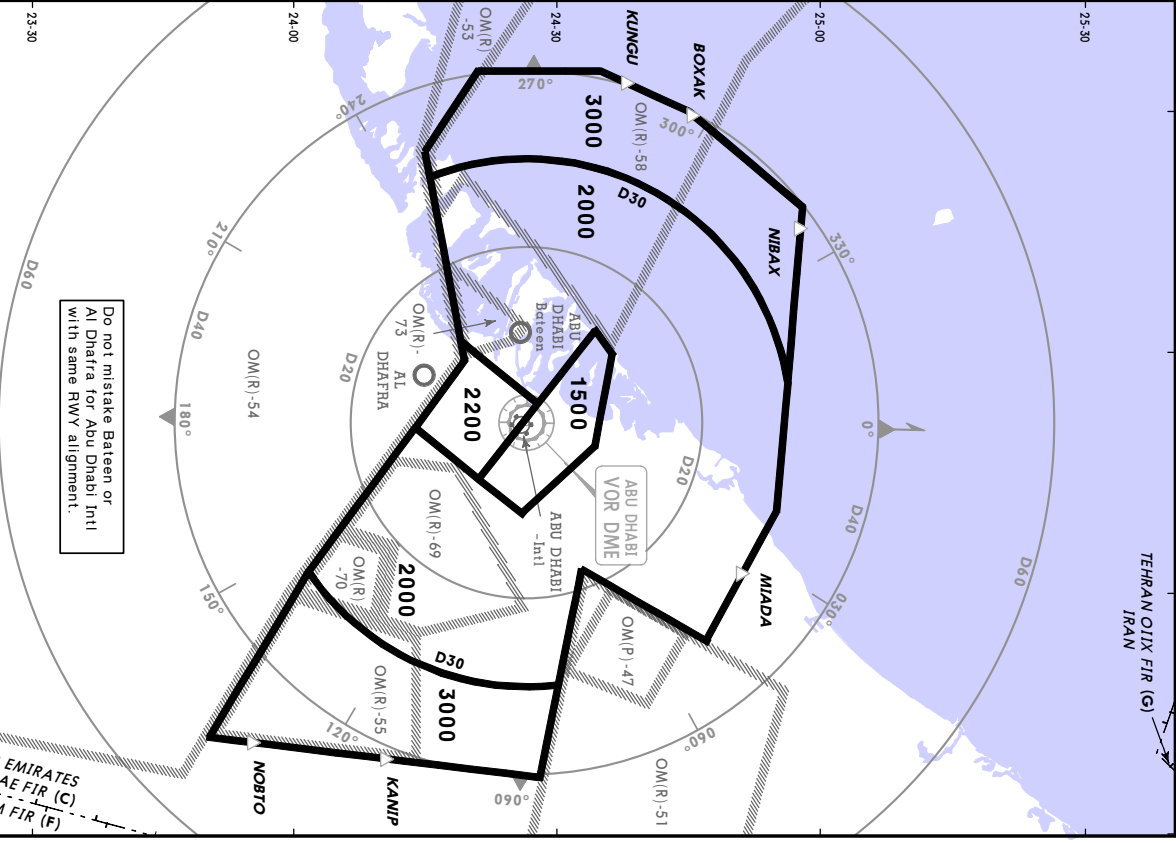 23-30
24-00
24-30
25-00
25-30
OM(R)
-53
KUNGU
BOXAK
270°
240°
300°
3000
OM(R)-58
2000
D30
NIBAX
330°
210°
D60
D40
D20
OM(R)-54
180°
Do not mistake Bateen or
Al Dhafra for Abu Dhabi Intl
with same RWY alignment.
OM(R)-
73
AL
DHAFRA
ABU
DHABI
Bateen
1500
2200
0°
D20
D40
D60
ABU DHABI
VOR DME
ABU DHABI
-Intl
OM(R)-69
OM(R)
-70
2000
150°
D30
3000
OM(R)-55
120°
OM(P)-47
MIADA
030°
060°
090°
OM(R)-51
NOBTO
KANIP
TEHRAN OIIX FIR (G)
IRAN
EMIRATES
AE FIR (C)
FIR (F)